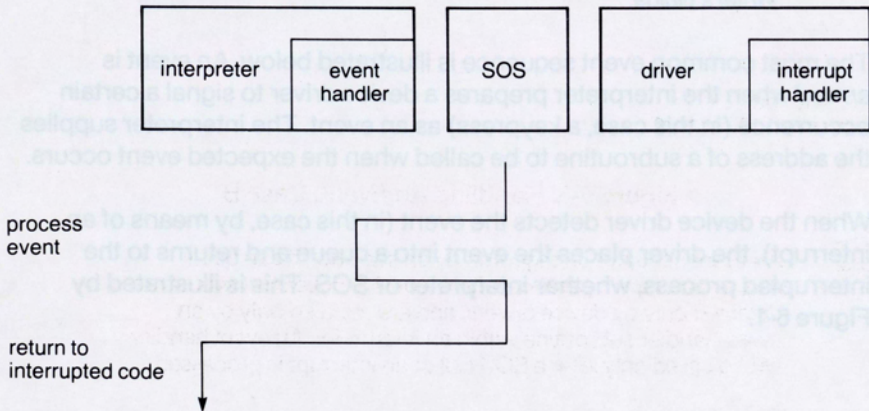 interpreter
event
handler
SOS
driver
interrupt
handler
The most common event sequence is illustrated below. An event is
when the interpreter prepares a device driver to signal a certain
occurrence (in this case, a keypress) as an event. The interpreter supplies
the address of a subroutine to be called when the expected event occurs.
process
event
When the device driver detects the event (in this case, by means of an
interrupt), the driver places the event into a queue and returns to the
interrupted process, whether interpreter or SOS. This is illustrated by
Figure 6-1.
return to
interrupted code